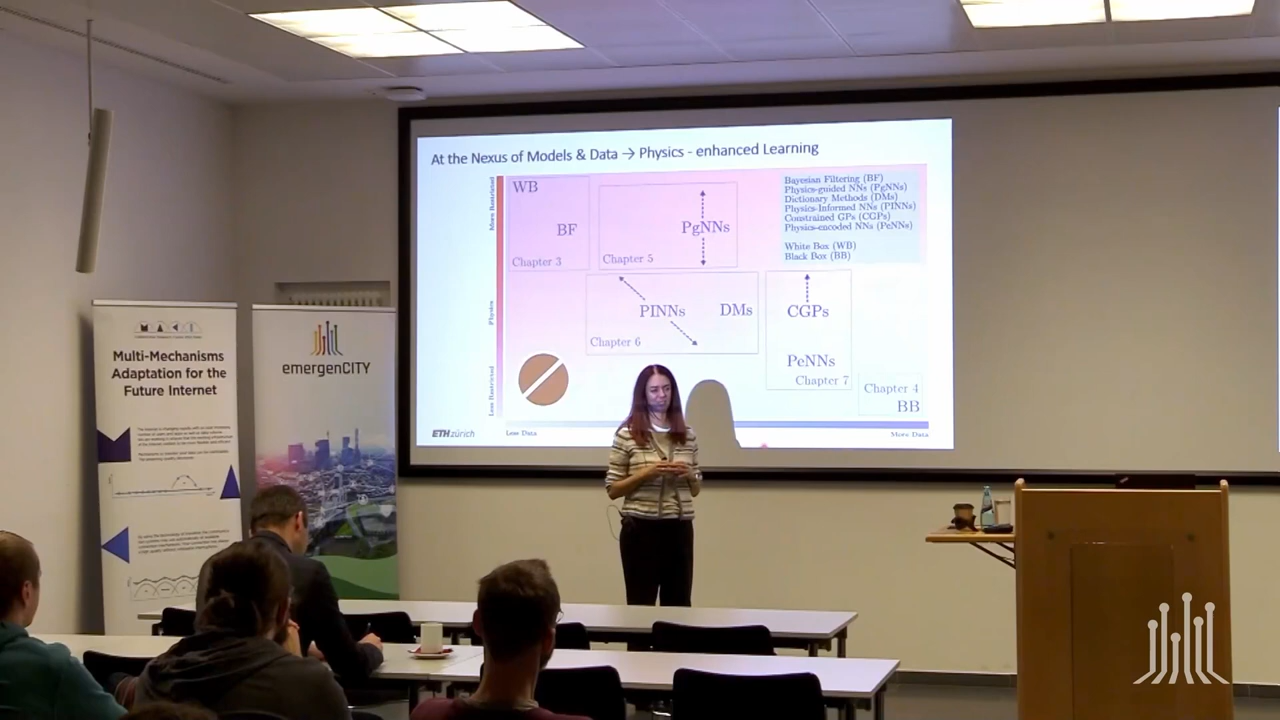 At the Nexus of Models & Data → Physics - enhanced Learning
More Restricted
Physics
Less Restricted
WB
BF
Chapter 3
PgNNs
Chapter 5
Bayesian Filtering (BF)
Physics-guided NNs (PgNNs)
Dictionary Methods (DMs)
Physics-Informed NNs (PINNs)
Constrained GPs (CGPs)
Physics-encoded NNs (PeNNs)
White Box (WB)
Black Box (BB)
PINNs
DMs
Chapter 6
CGPs
PeNNs
Chapter 7
Chapter 4
BB
ETH zürich
Less Data
More Data
MAKI
Multi-Mechanisms
Adaptation for the
Future Internet
emergenCITY